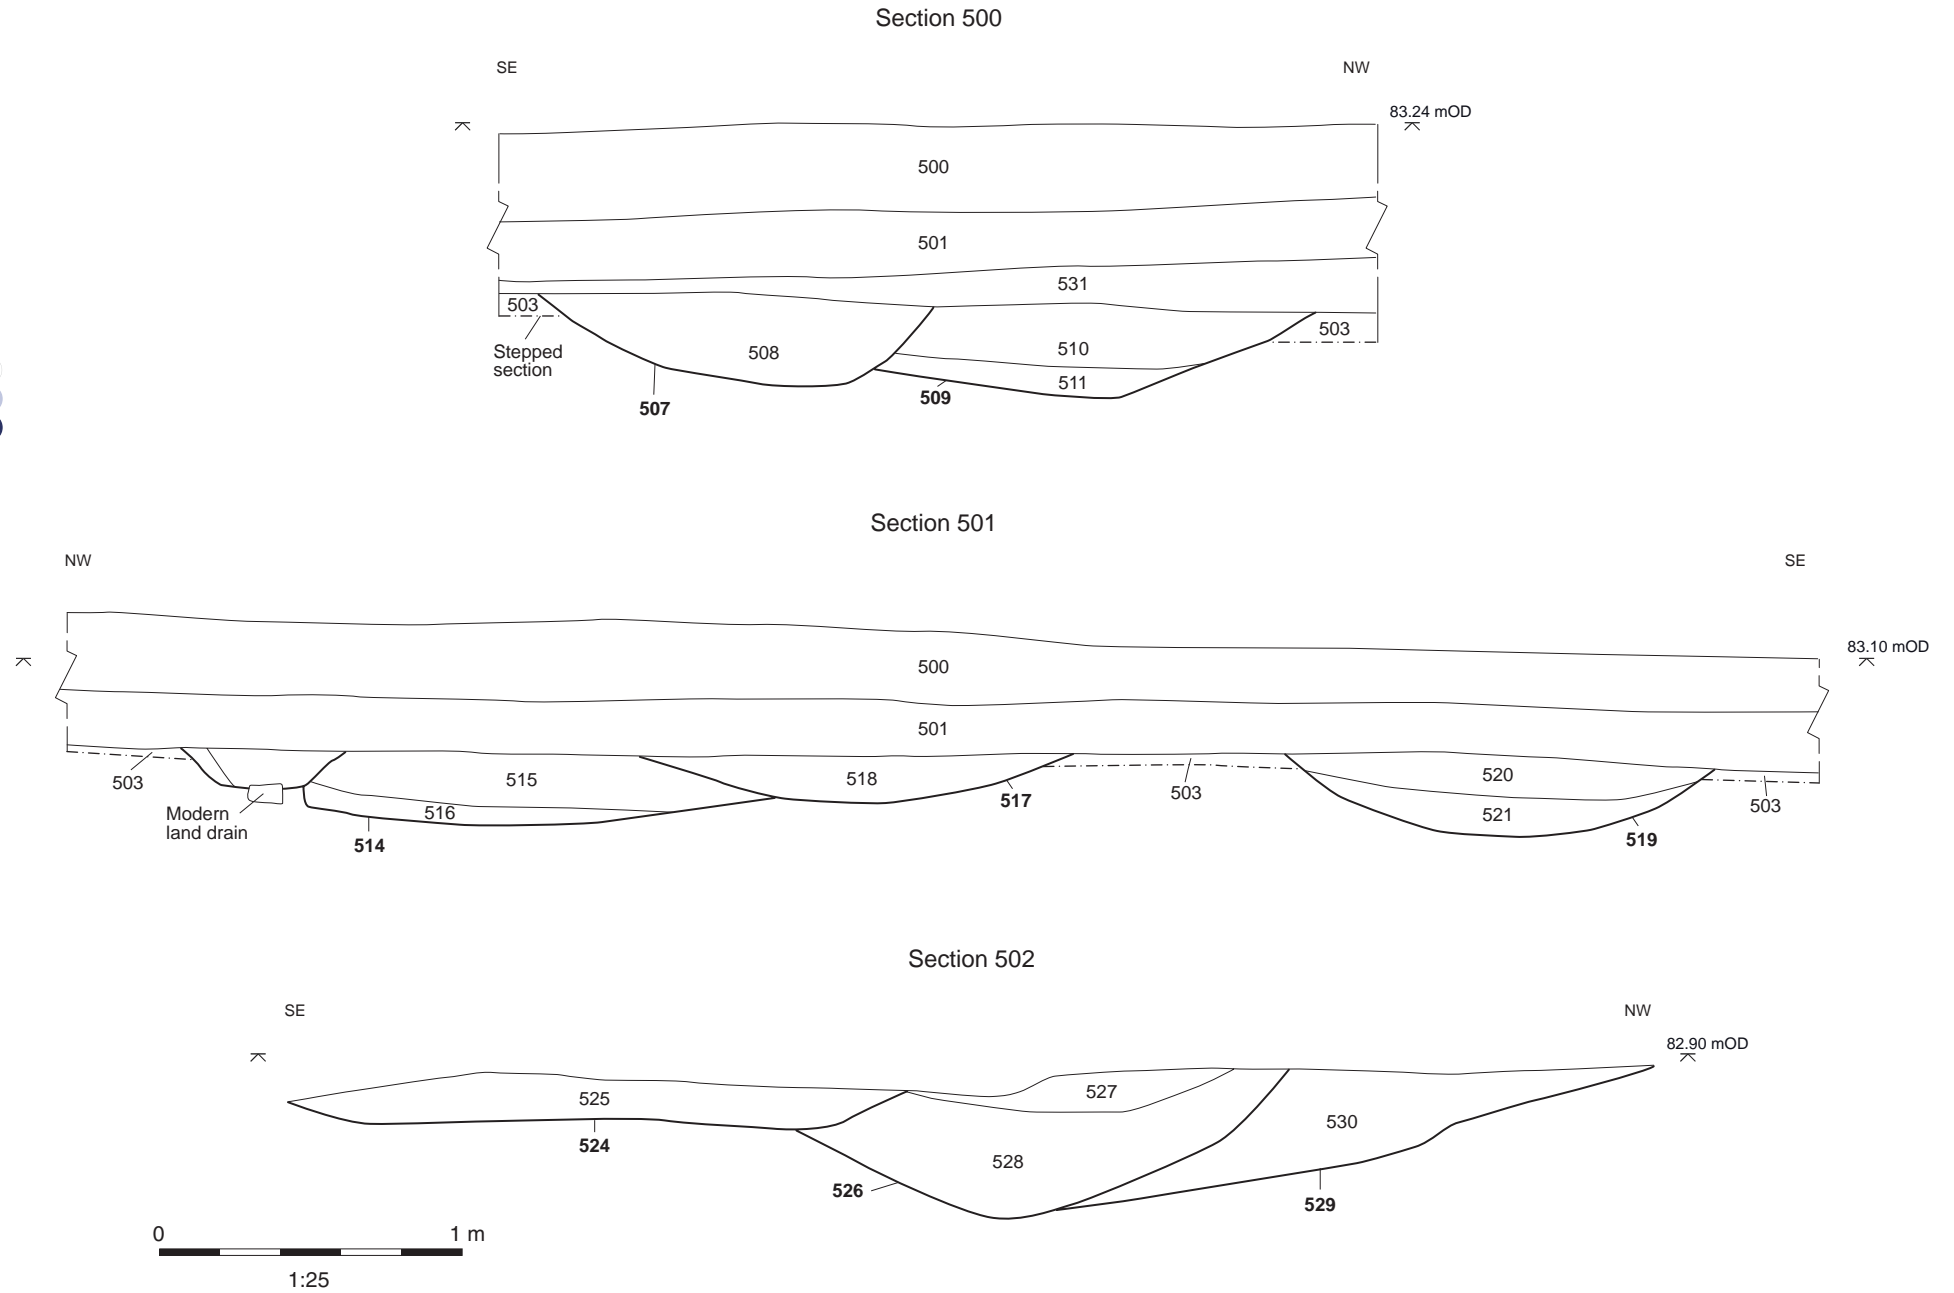 Section 500
SE
NW
83.24 mOD
500
501
531
503
503
Stepped
section
508
510
511
507
509
Section 501
NW
SE
83.10 mOD
500
501
503
515
518
503
520
503
516
521
Modern
land drain
517
514
519
Section 502
SE
NW
82.90 mOD
525
527
530
524
528
526
529
0
1 m
1:25